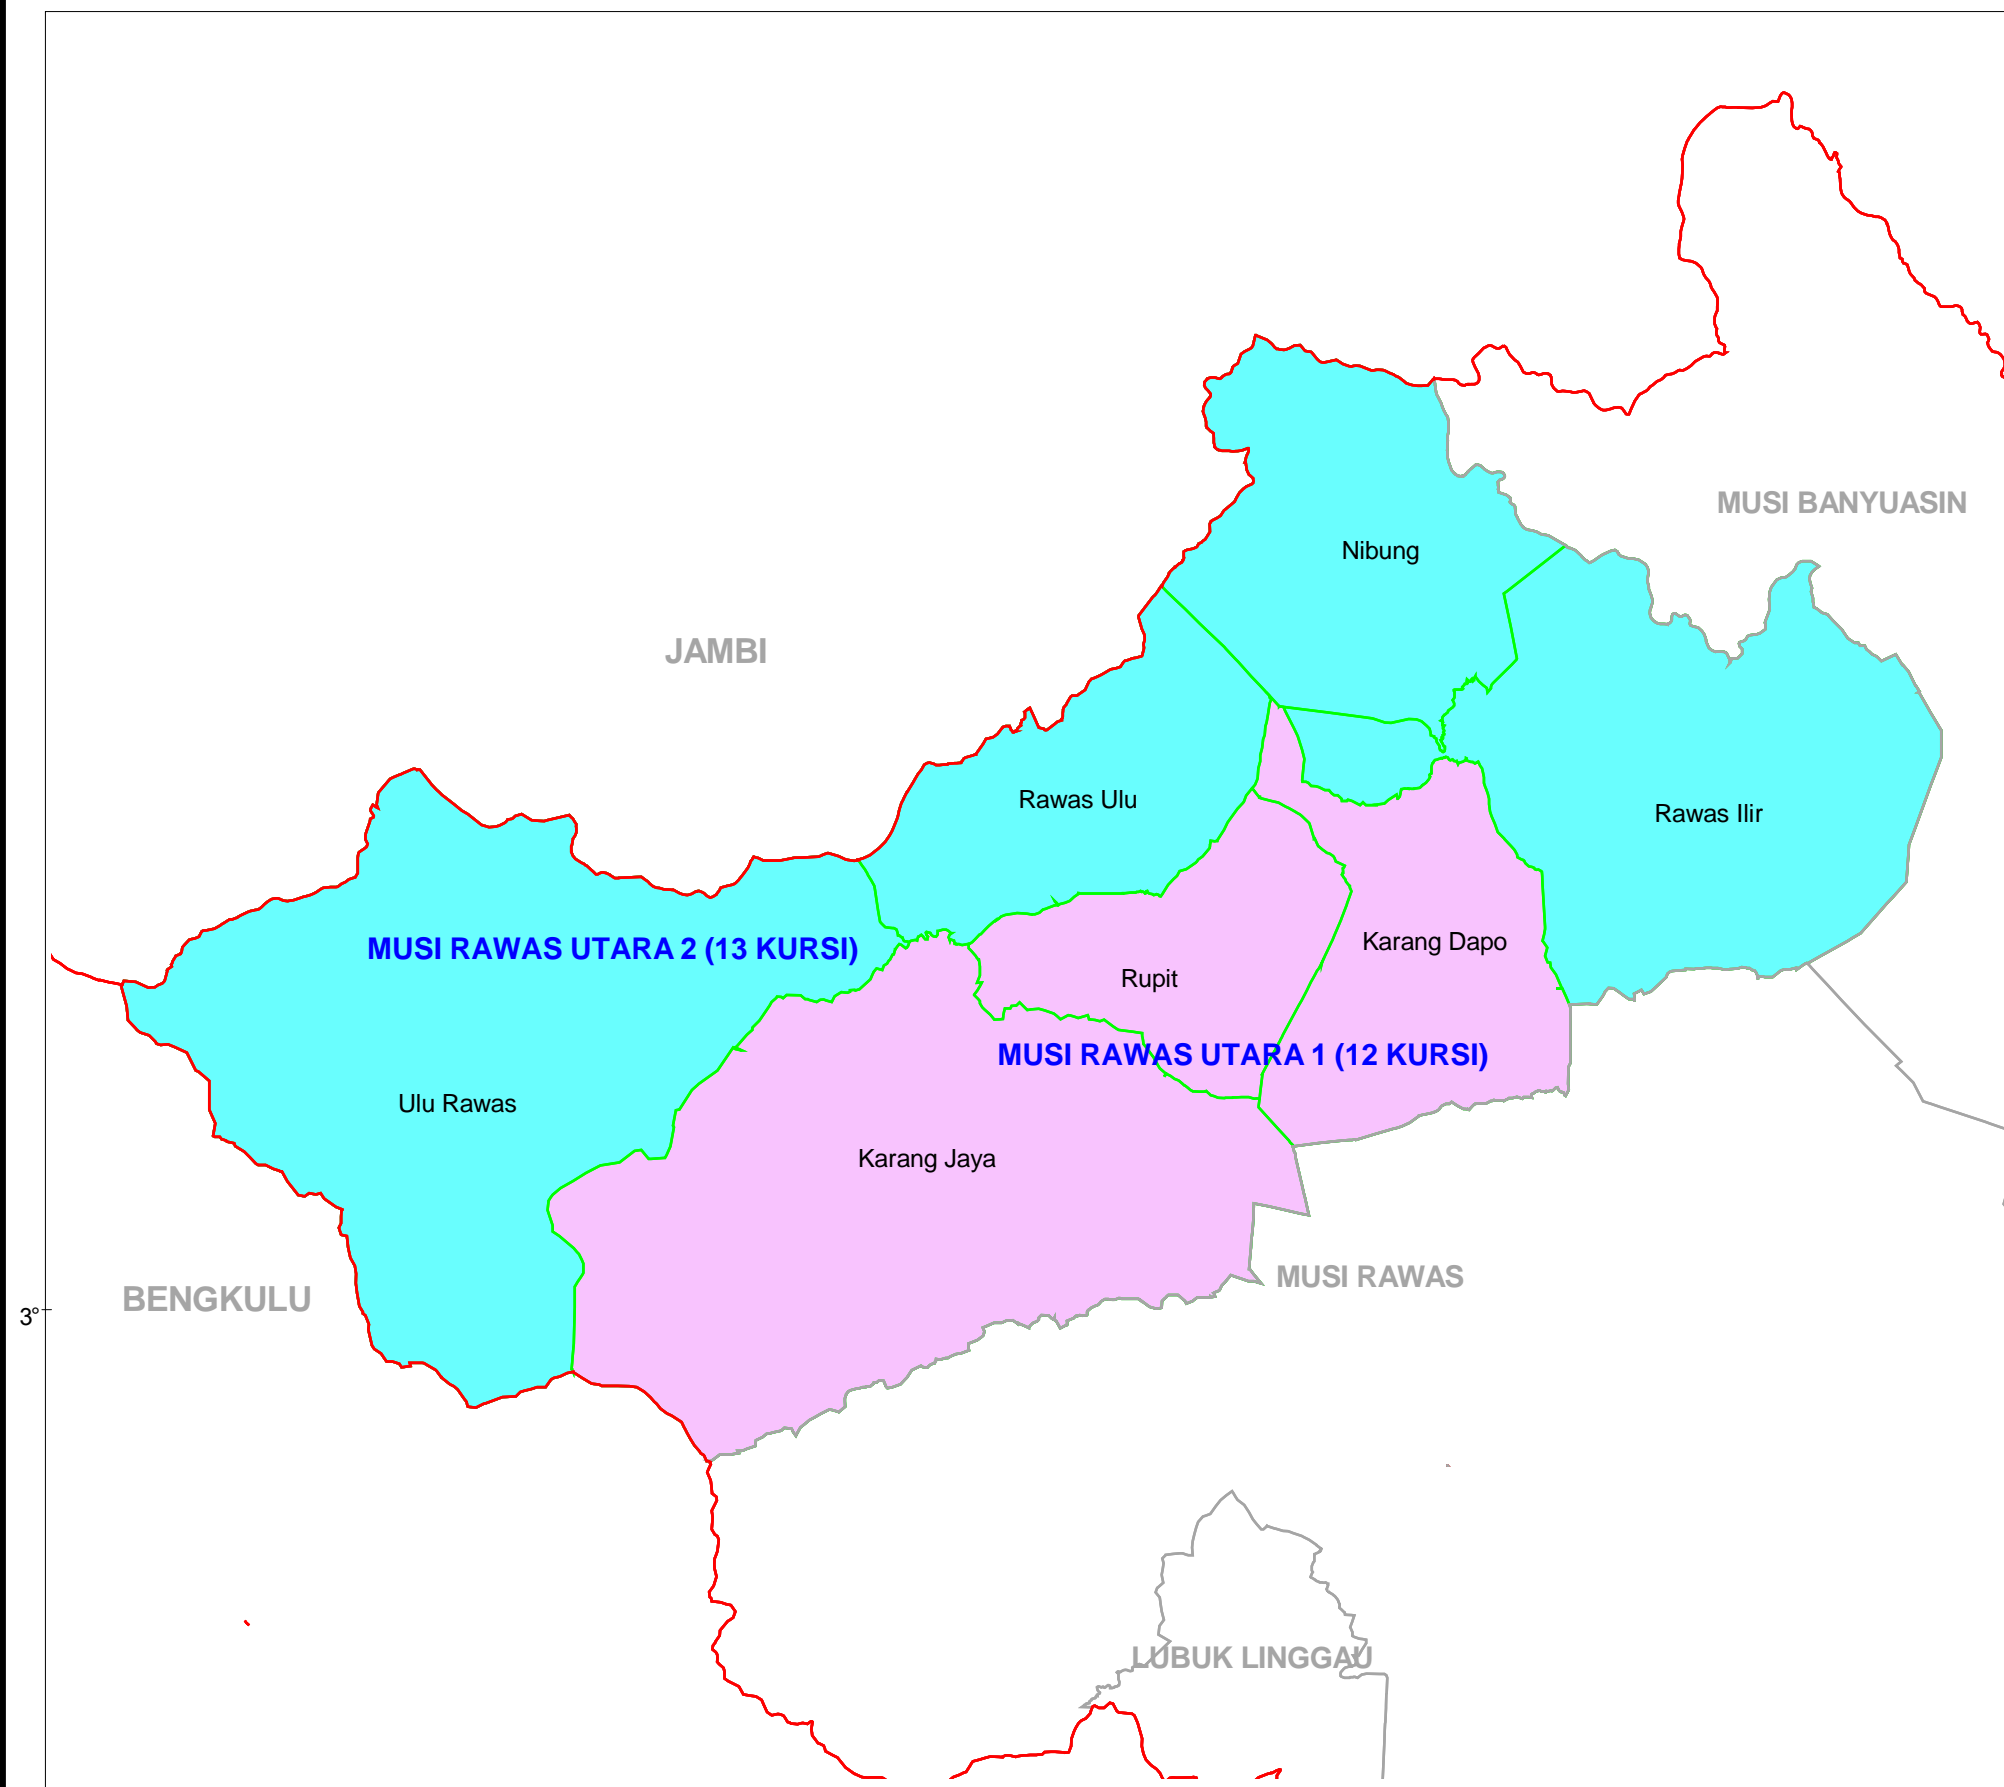 MUSI BANYUASIN
Nibung
JAMBI
Rawas Ulu
Rawas Ilir
Karang Dapo
MUSI RAWAS UTARA 2 (13 KURSI)
Rupit
MUSI RAWAS UTARA 1 (12 KURSI)
Ulu Rawas
Karang Jaya
MUSI RAWAS
BENGKULU
3°
LUBUK LINGGAU